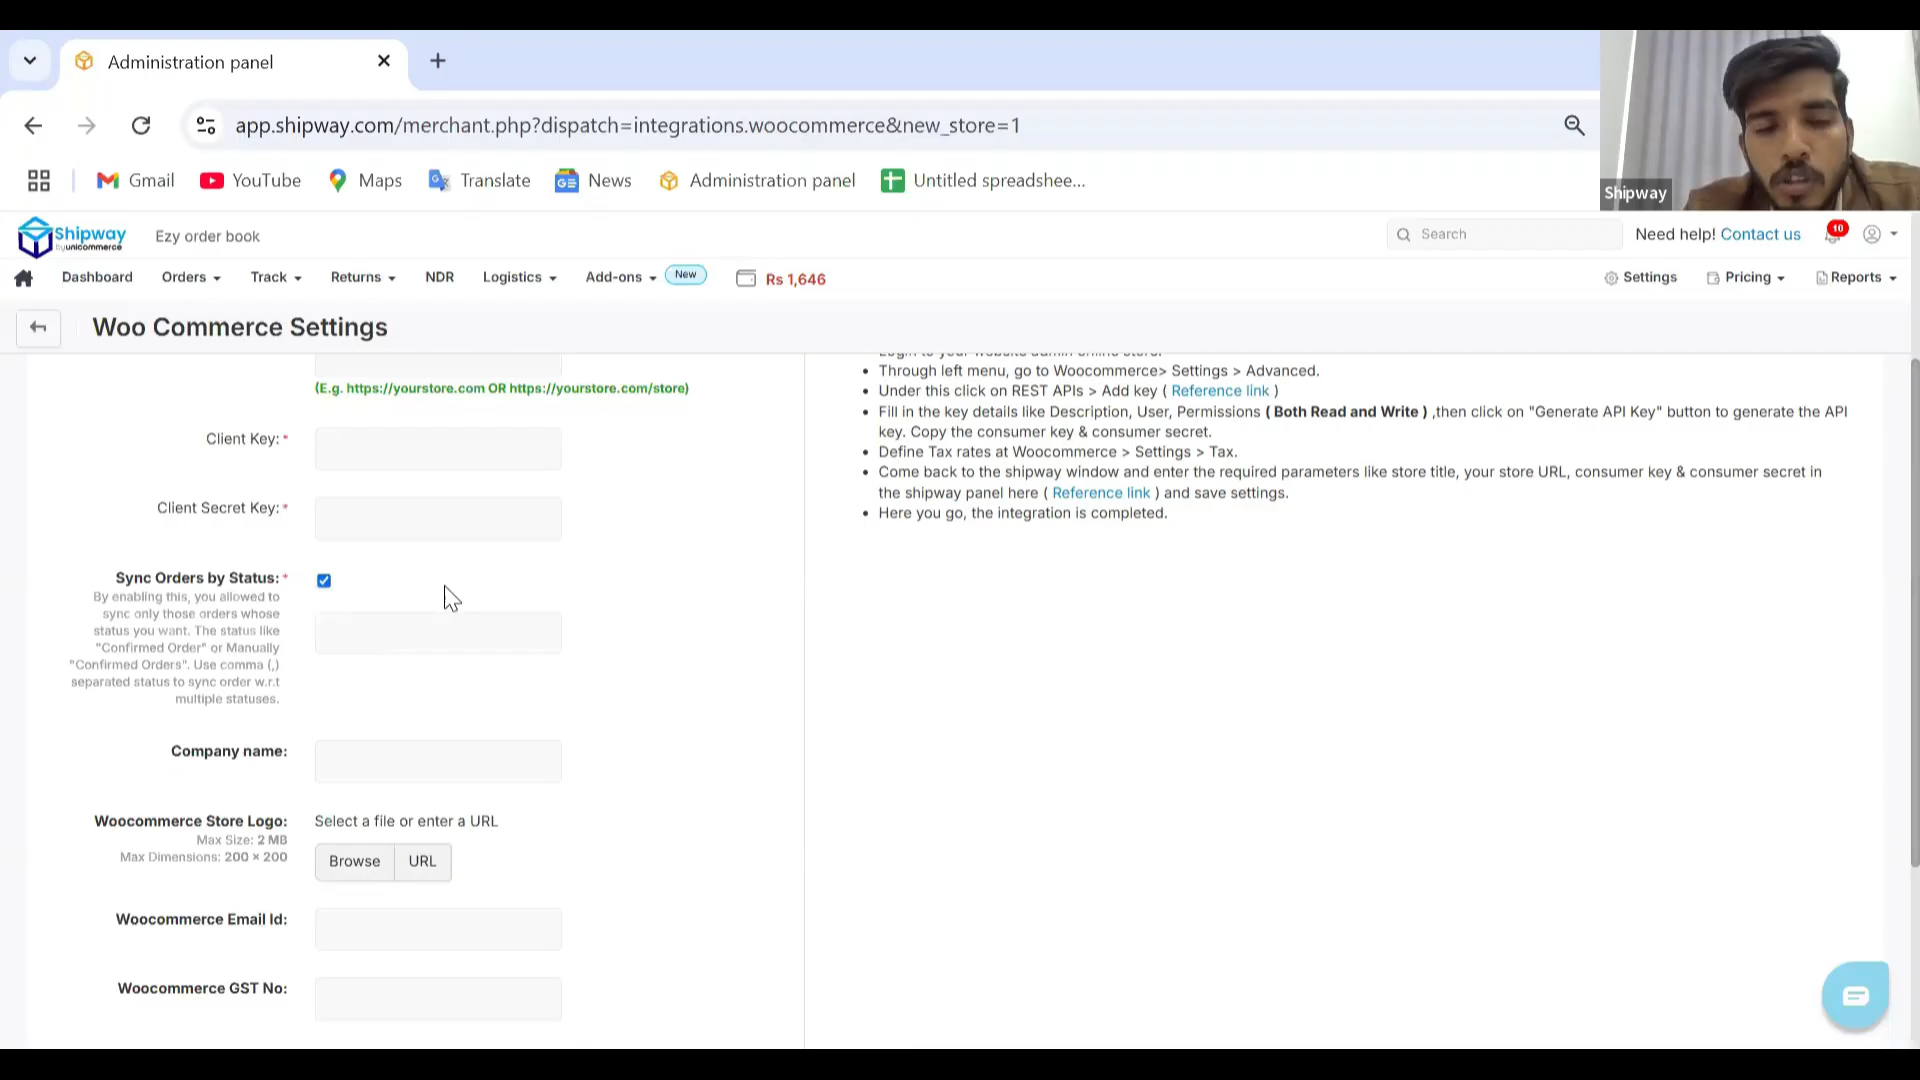 Administration panel
app.shipway.com/merchant.php?dispatch=integrations.woocommerce&new_store=1
Gmail YouTube Maps Translate News Administration panel Untitled spreadshee...
Shipway
Shipway
by unicommerce
Ezy order book
Search
Need help! Contact us
10
Dashboard Orders Track Returns NDR Logistics Add-ons New Rs 1,646 Settings Pricing Reports
Woo Commerce Settings
(E.g. https://yourstore.com OR https://yourstore.com/store)
Client Key: *
Client Secret Key: *
Sync Orders by Status: *
By enabling this, you allowed to
sync only those orders whose
status you want. The status like
"Confirmed Order" or Manually
"Confirmed Orders". Use comma (,)
separated status to sync order w.r.t
multiple statuses.
Company name:
Woocommerce Store Logo:
Max Size: 2 MB
Max Dimensions: 200 × 200
Select a file or enter a URL
Browse URL
Woocommerce Email Id:
Woocommerce GST No:
Login to your website admin online store.
Through left menu, go to Woocommerce> Settings > Advanced.
Under this click on REST APIs > Add key ( Reference link )
Fill in the key details like Description, User, Permissions ( Both Read and Write ) ,then click on "Generate API Key" button to generate the API
key. Copy the consumer key & consumer secret.
Define Tax rates at Woocommerce > Settings > Tax.
Come back to the shipway window and enter the required parameters like store title, your store URL, consumer key & consumer secret in
the shipway panel here ( Reference link ) and save settings.
Here you go, the integration is completed.